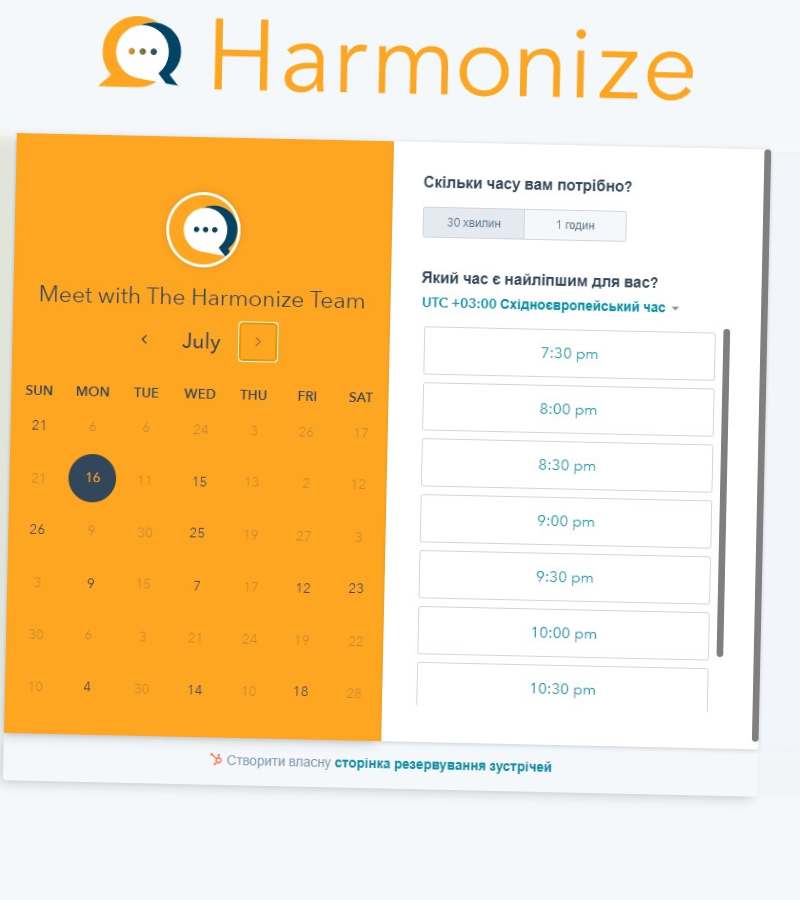 Harmonize
Meet with The Harmonize Team
July
SUN MON TUE WED THU FRI SAT
21 6 6 24 3 26 17
21 16 11 15 13 2 12
26 9 30 25 19 27 3
3 9 15 7 17 12 23
30 6 3 21 24 19 22
10 4 30 14 10 18 28
Скільки часу вам потрібно?
30 хвилин 1 годин
Який час є найліпшим для вас?
UTC +03:00 Східноєвропейський час
7:30 pm
8:00 pm
8:30 pm
9:00 pm
9:30 pm
10:00 pm
10:30 pm
Створити власну сторінка резервування зустрічей